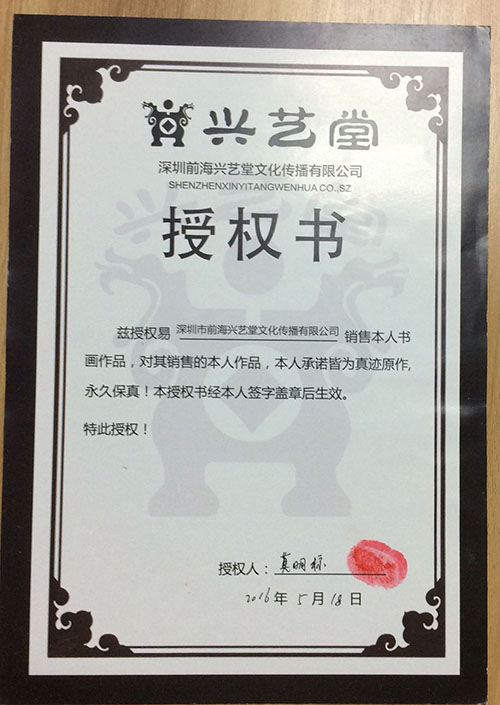 兴艺堂
深圳前海兴艺堂文化传播有限公司
SHENZHENXINYITANGWENHUA.CO.,SZ
授权书
兹授权易 深圳市前海兴艺堂文化传播有限公司 销售本人书
画作品，对其销售的本人作品，本人承诺皆为真迹原作,
永久保真！本授权书经本人签字盖章后生效。
特此授权！
授权人：
2016年 5月18日